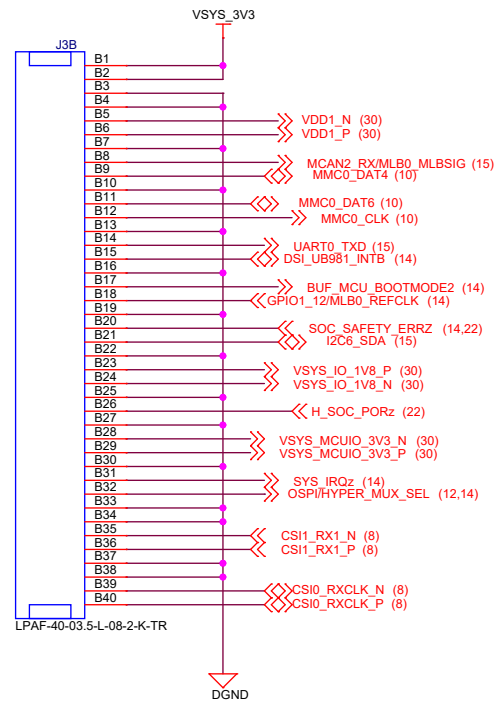 VSYS_3V3
J3B
B1
B2
B3
B4
B5 VDD1_N (30)
B6 VDD1_P (30)
B7
B8 MCAN2_RX/MLB0_MLBSIG (15)
B9 MMC0_DAT4 (10)
B10
B11 MMC0_DAT6 (10)
B12 MMC0_CLK (10)
B13
B14 UART0_TXD (15)
B15 DSI_UB981_INTB (14)
B16
B17 BUF_MCU_BOOTMODE2 (14)
B18 GPIO1_12/MLB0_REFCLK (14)
B19
B20 SOC_SAFETY_ERRZ (14,22)
B21 I2C6_SDA (15)
B22
B23 VSYS_IO_1V8_P (30)
B24 VSYS_IO_1V8_N (30)
B25
B26 H_SOC_PORz (22)
B27
B28 VSYS_MCUIO_3V3_N (30)
B29 VSYS_MCUIO_3V3_P (30)
B30
B31 SYS_IRQz (14)
B32 OSPI/HYPER_MUX_SEL (12,14)
B33
B34
B35 CSI1_RX1_N (8)
B36 CSI1_RX1_P (8)
B37
B38
B39 CSI0_RXCLK_N (8)
B40 CSI0_RXCLK_P (8)
LPAF-40-03.5-L-08-2-K-TR
DGND